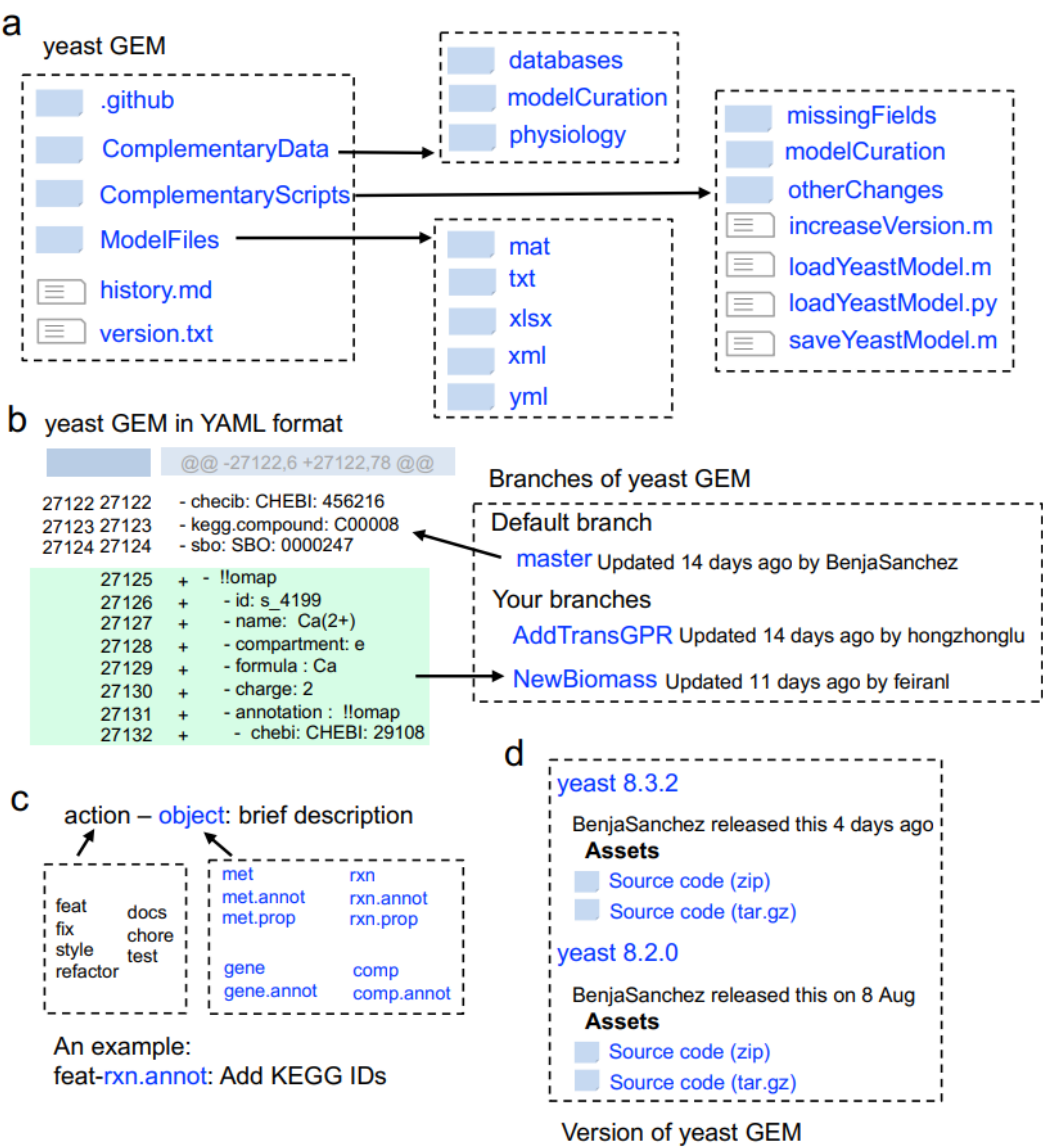 a
yeast GEM
.github
ComplementaryData
ComplementaryScripts
ModelFiles
history.md
version.txt
databases
modelCuration
physiology
mat
txt
xlsx
xml
yml
missingFields
modelCuration
otherChanges
increaseVersion.m
loadYeastModel.m
loadYeastModel.py
saveYeastModel.m
b
yeast GEM in YAML format
@@ -27122,6 +27122,78 @@
27122 27122 - checib: CHEBI: 456216
27123 27123 - kegg.compound: C00008
27124 27124 - sbo: SBO: 0000247
27125 + - !!omap
27126 + - id: s_4199
27127 + - name: Ca(2+)
27128 + - compartment: e
27129 + - formula : Ca
27130 + - charge: 2
27131 + - annotation : !!omap
27132 + - chebi: CHEBI: 29108
Branches of yeast GEM
Default branch
master Updated 14 days ago by BenjaSanchez
Your branches
AddTransGPR Updated 14 days ago by hongzhonglu
NewBiomass Updated 11 days ago by feiranl
c
action – object: brief description
feat
fix
style
refactor
docs
chore
test
met rxn
met.annot rxn.annot
met.prop rxn.prop
gene comp
gene.annot comp.annot
An example:
feat-rxn.annot: Add KEGG IDs
d
yeast 8.3.2
BenjaSanchez released this 4 days ago
Assets
Source code (zip)
Source code (tar.gz)
yeast 8.2.0
BenjaSanchez released this on 8 Aug
Assets
Source code (zip)
Source code (tar.gz)
Version of yeast GEM